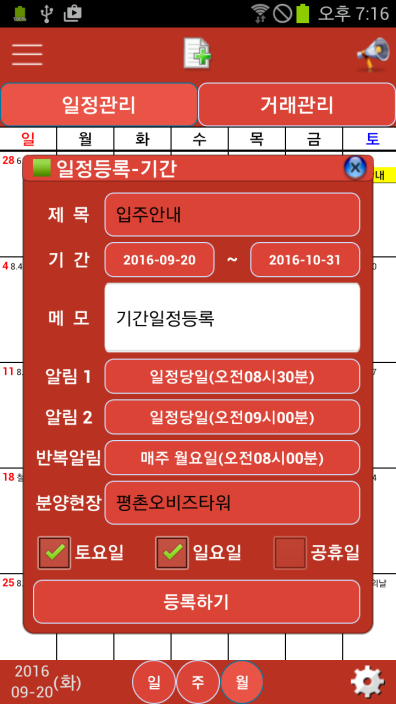 오후 7:16
일정관리 거래관리
일 월 화 수 목 금 토
28
일정등록-기간
내
제 목 입주안내
기 간 2016-09-20 ~ 2016-10-31
4 8.4
메 모 기간일정등록
11
알림 1 일정당일(오전08시30분)
알림 2 일정당일(오전09시00분)
반복알림 매주 월요일(오전08시00분)
18
분양현장 평촌오비즈타워
토요일 일요일 공휴일
25
등록하기
2016
09-20 (화) 일 주 월